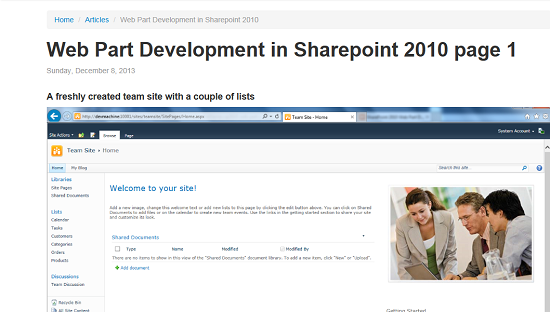 Home / Articles / Web Part Development in Sharepoint 2010
Web Part Development in Sharepoint 2010 page 1
Sunday, December 8, 2013
A freshly created team site with a couple of lists
Team Site - Home
Site Actions
Browse
Page
System Account
Team Site › Home
Home
My Blog
Search this site...
Libraries
Site Pages
Shared Documents
Lists
Calendar
Tasks
Customers
Categories
Orders
Products
Discussions
Team Discussion
Recycle Bin
All Site Content
Welcome to your site!
Add a new image, change this welcome text or add new lists to this page by clicking the edit button above. You can click on Shared
Documents to add files or on the calendar to create new team events. Use the links in the getting started section to share your site
and customize its look.
Shared Documents
Type Name Modified Modified By
There are no items to show in this view of the "Shared Documents" document library. To add a new item, click "New" or "Upload".
Add document
Getting Started